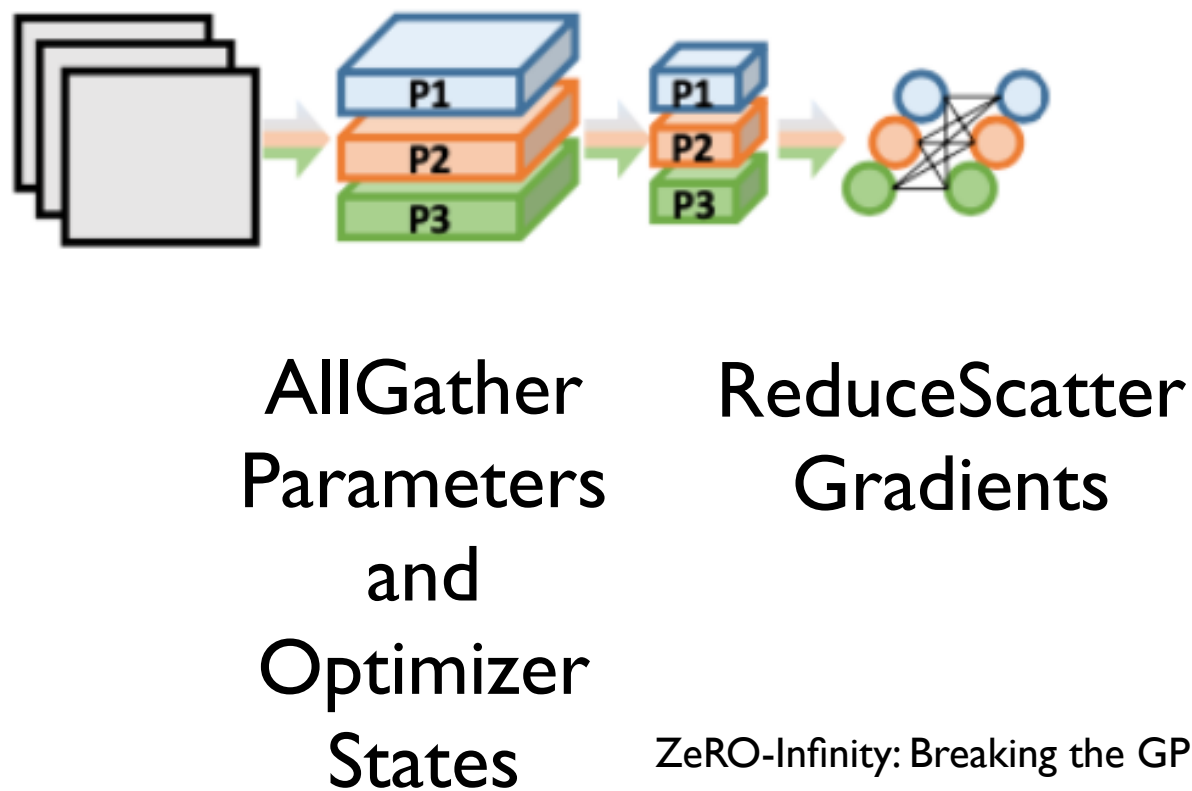 P1
P2
P3
P1
P2
P3
AllGather
Parameters
and
Optimizer
States
ReduceScatter
Gradients
ZeRO-Infinity: Breaking the GP